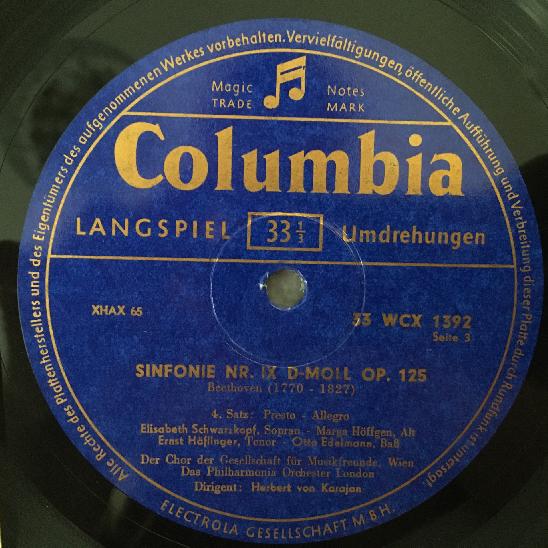 Alle Rechte des Plattenherstellers und des Eigentümers des aufgenommenen Werkes vorbehalten. Vervielfältigungen, öffentliche Aufführung und Verbreitung dieser Platte durch Rundfunk untersagt
Magic Notes
TRADE MARK
Columbia
LANGSPIEL 33 1/3 Umdrehungen
XHAX 65
33 WCX 1392
Seite 3
SINFONIE NR. IX D-MOLL OP. 125
Beethoven (1770 - 1827)
4. Satz: Presto - Allegro
Elisabeth Schwarzkopf, Sopran - Marga Höffgen, Alt
Ernst Häfliger, Tenor - Otto Edelmann, Baß
Der Chor der Gesellschaft für Musikfreunde, Wien
Das Philharmonia Orchester London
Dirigent: Herbert von Karajan
ELECTROLA GESELLSCHAFT M B H.